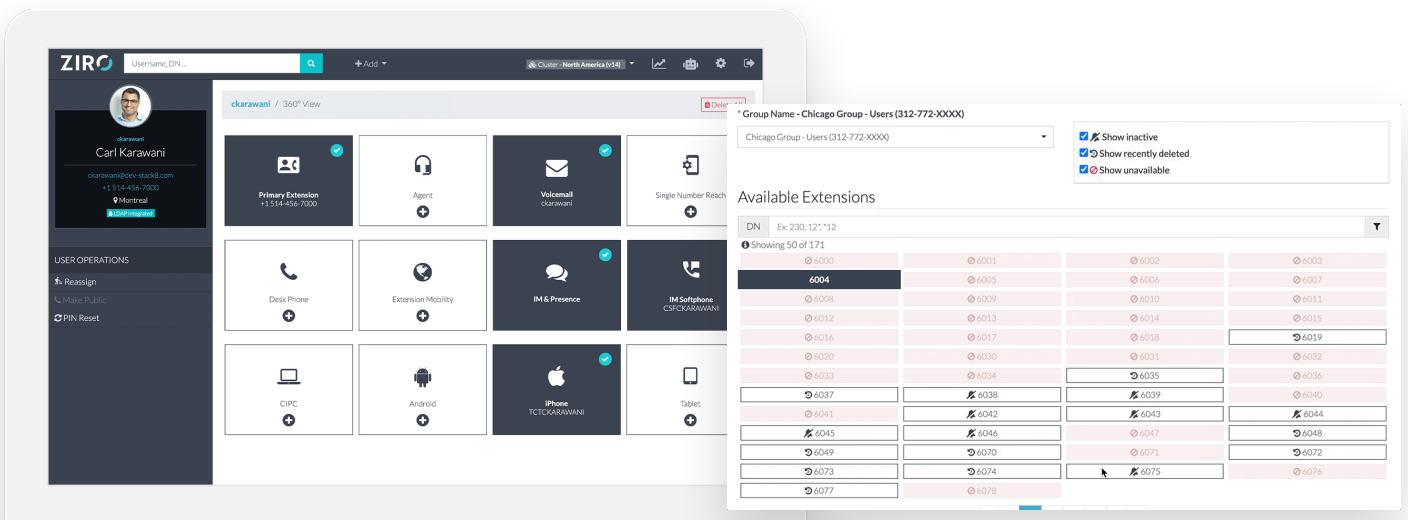 ZIRO
Username, DN ...
+ Add
Cluster - North America (v14)
ckarawani
Carl Karawani
ckarawani@dev-stack8.com
+1 514-456-7000
Montreal
LDAP Integrated
USER OPERATIONS
Reassign
Make Public
PIN Reset
ckarawani / 360° View
Delete All
Primary Extension
+1 514-456-7000
Agent
Voicemail
ckarawani
Single Number Reach
Desk Phone
Extension Mobility
IM & Presence
IM Softphone
CSFCKARAWANI
CIPC
Android
iPhone
TCTCKARAWANI
Tablet
* Group Name - Chicago Group - Users (312-772-XXXX)
Chicago Group - Users (312-772-XXXX)
Show inactive
Show recently deleted
Show unavailable
Available Extensions
DN Ex: 230, 12*, *12
Showing 50 of 171
6000 6001 6002 6003
6004 6005 6006 6007
6008 6009 6010 6011
6012 6013 6014 6015
6016 6017 6018 6019
6020 6030 6031 6032
6033 6034 6035 6036
6037 6038 6039 6040
6041 6042 6043 6044
6045 6046 6047 6048
6049 6070 6071 6072
6073 6074 6075 6076
6077 6078